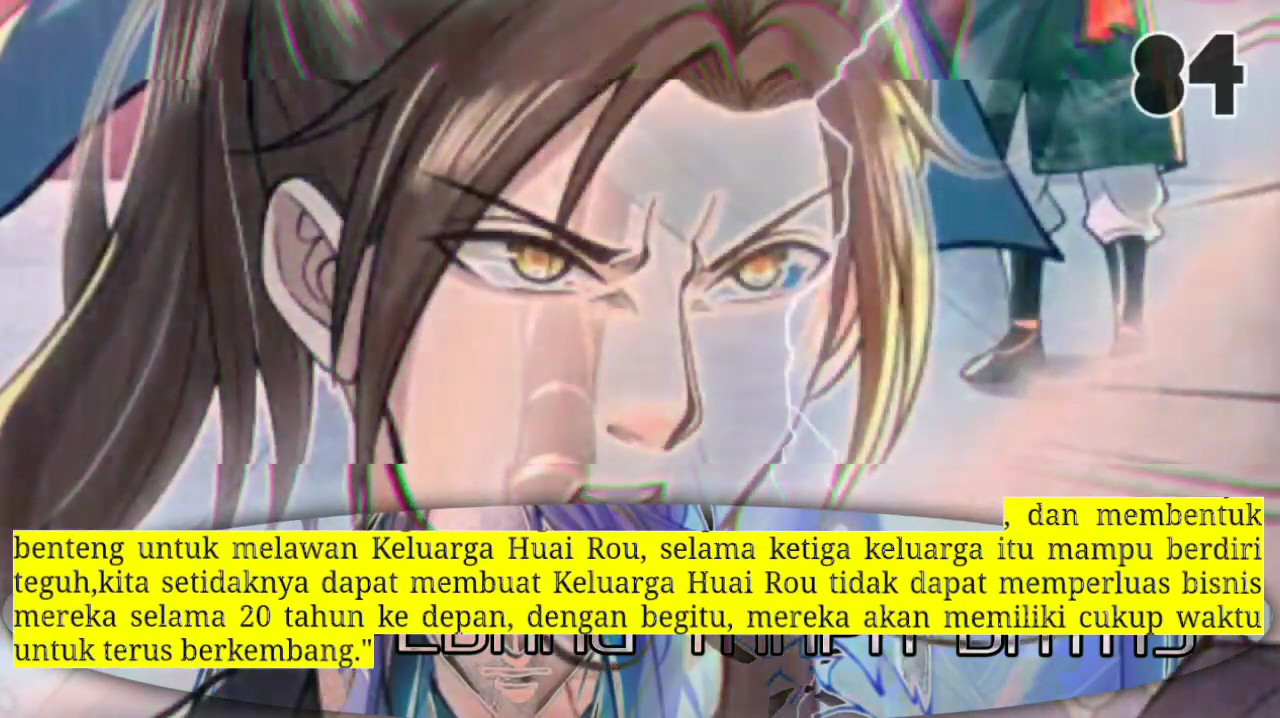 84
, dan membentuk
benteng untuk melawan Keluarga Huai Rou, selama ketiga keluarga itu mampu berdiri
teguh,kita setidaknya dapat membuat Keluarga Huai Rou tidak dapat memperluas bisnis
mereka selama 20 tahun ke depan, dengan begitu, mereka akan memiliki cukup waktu
untuk terus berkembang."